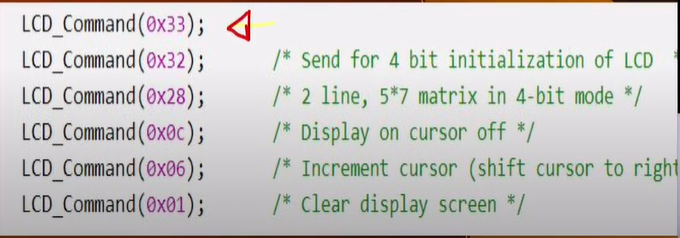 LCD_Command(0x33);
LCD_Command(0x32); /* Send for 4 bit initialization of LCD *
LCD_Command(0x28); /* 2 line, 5*7 matrix in 4-bit mode */
LCD_Command(0x0c); /* Display on cursor off */
LCD_Command(0x06); /* Increment cursor (shift cursor to right
LCD_Command(0x01); /* Clear display screen */